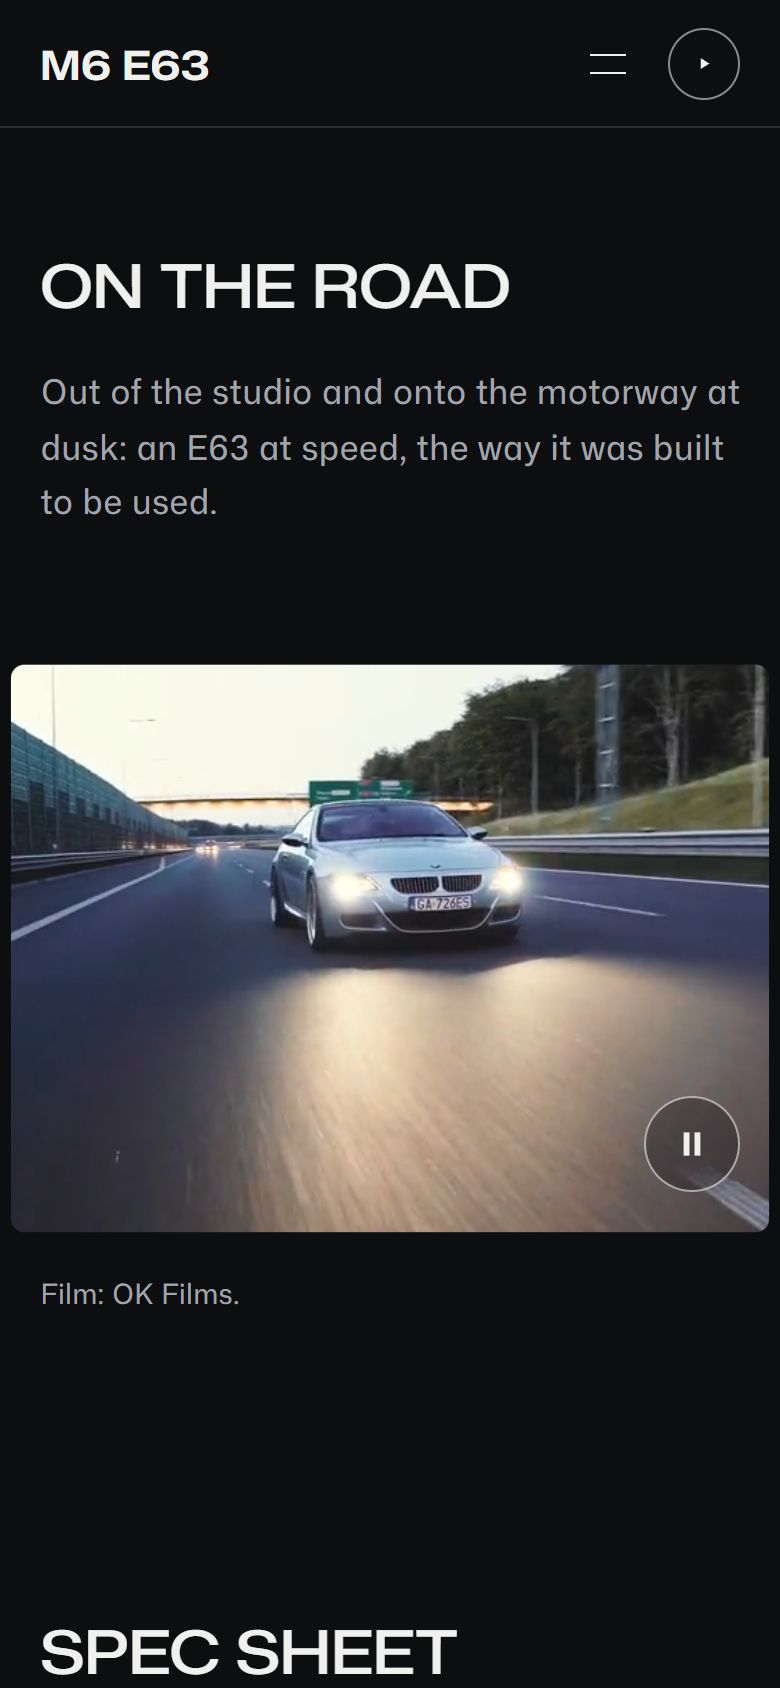 M6 E63
ON THE ROAD
Out of the studio and onto the motorway at
dusk: an E63 at speed, the way it was built
to be used.
GA 726ES
Film: OK Films.
SPEC SHEET